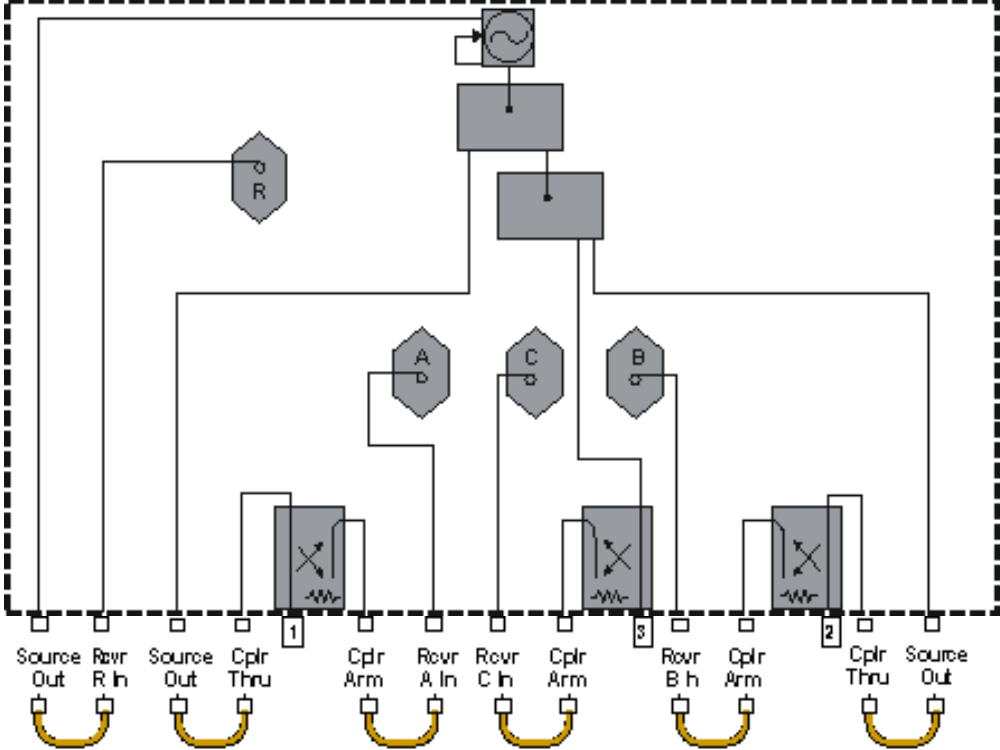 R
A
C
B
1
3
2
Source Out
Rcvr R In
Source Out
Cplr Thru
Cplr Arm
Rcvr A In
Rcvr C In
Cplr Arm
Rcvr B In
Cplr Arm
Cplr Thru
Source Out